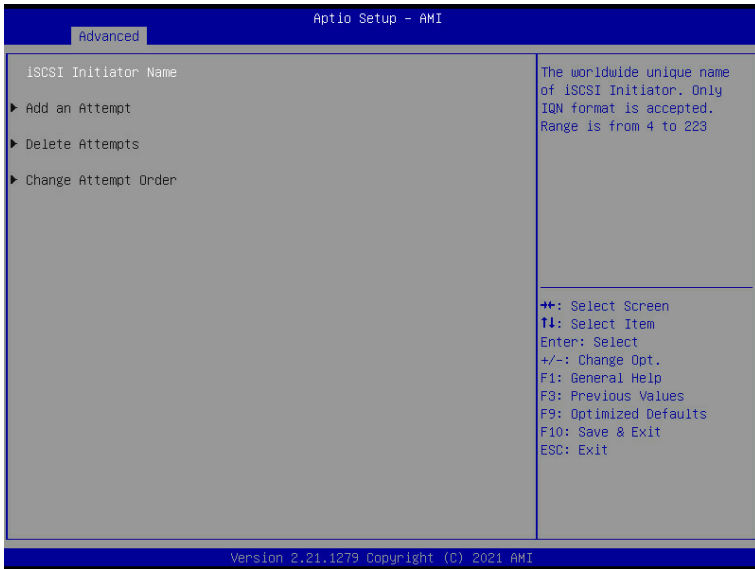 Aptio Setup – AMI
Advanced
iSCSI Initiator Name
▶ Add an Attempt
▶ Delete Attempts
▶ Change Attempt Order
The worldwide unique name
of iSCSI Initiator. Only
IQN format is accepted.
Range is from 4 to 223
→←: Select Screen
↑↓: Select Item
Enter: Select
+/-: Change Opt.
F1: General Help
F3: Previous Values
F9: Optimized Defaults
F10: Save & Exit
ESC: Exit
Version 2.21.1279 Copyright (C) 2021 AMI